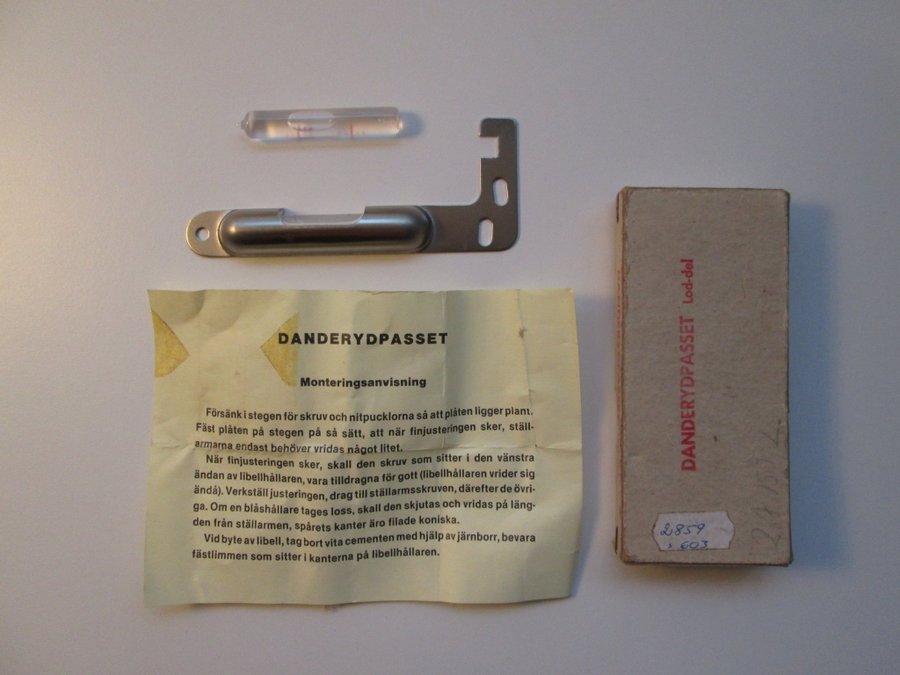 DANDERYDPASSET
Monteringsanvisning
Försänk i stegen för skruv och nitpucklorna så att plåten ligger plant.
Fäst plåten på stegen på så sätt, att när finjusteringen sker, ställ-
armarna endast behöver vridas något litet.
När finjusteringen sker, skall den skruv som sitter i den vänstra
ändan av libellhållaren, vara tilldragna för gott (libellhållaren vrider sig
ändå). Verkställ justeringen, drag till ställarmsskruven, därefter de övri-
ga. Om en blåshållare tages loss, skall den skjutas och vridas på läng-
den från ställarmen, spårets kanter äro filade koniska.
Vid byte av libell, tag bort vita cementen med hjälp av järnborr, bevara
fästlimmen som sitter i kanterna på libellhållaren.
DANDERYDPASSET Lod-del
2859
603